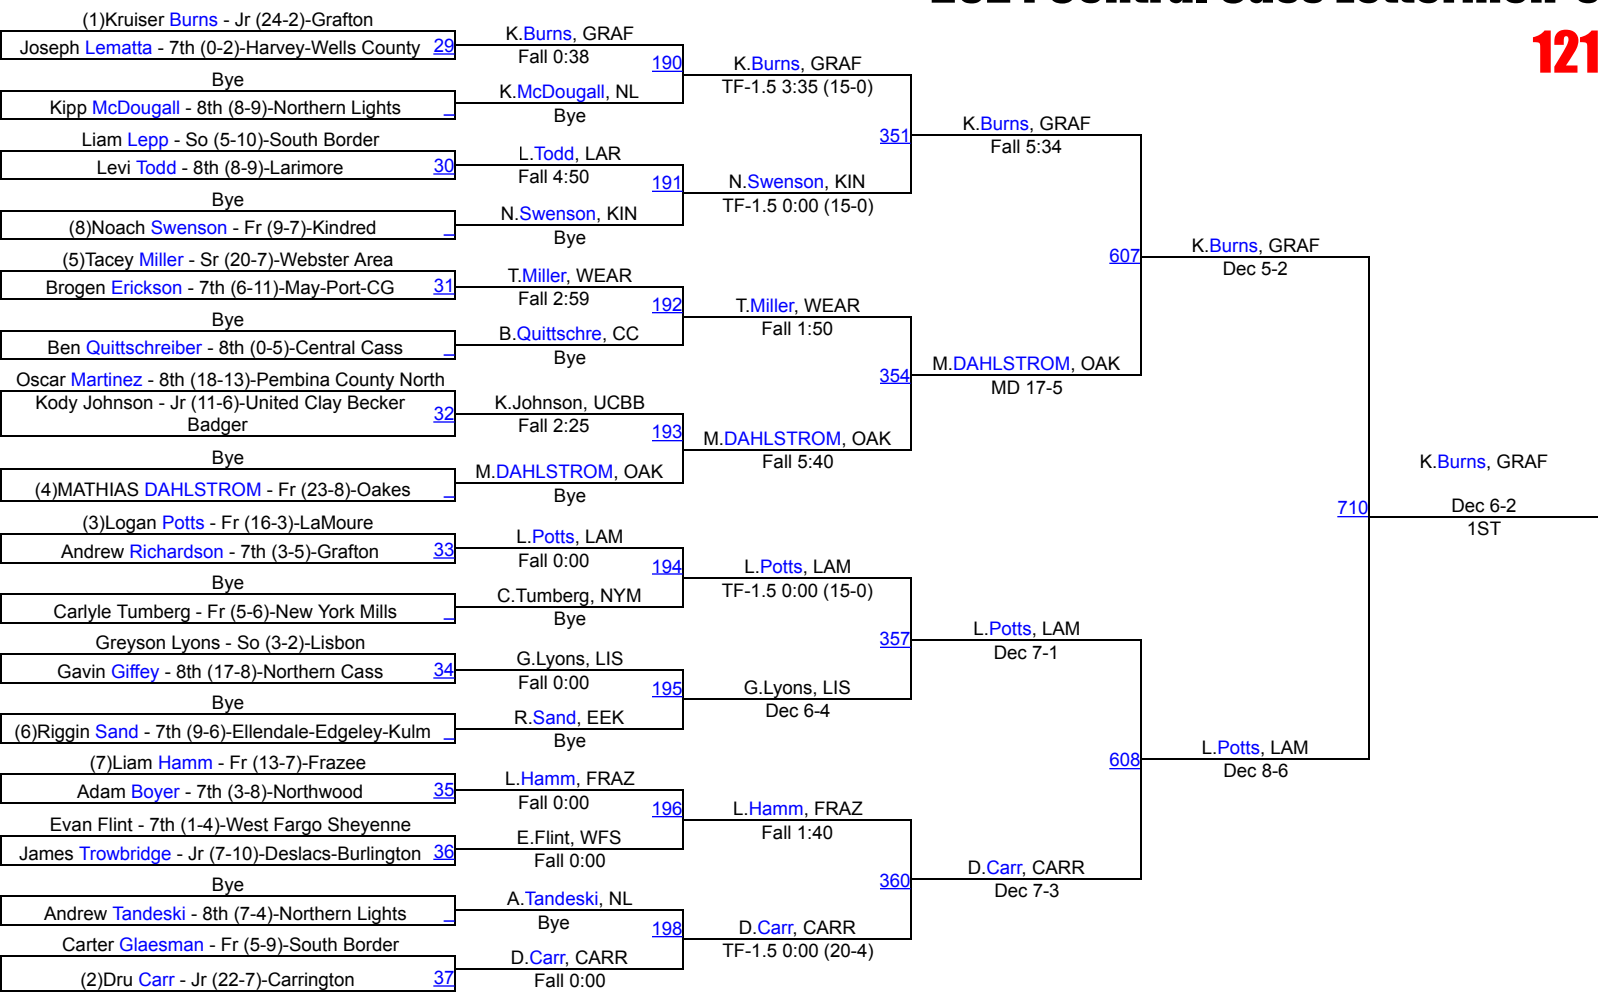 121
(1)Kruiser Burns - Jr (24-2)-Grafton
Joseph Lematta - 7th (0-2)-Harvey-Wells County 29
Bye
Kipp McDougall - 8th (8-9)-Northern Lights
Liam Lepp - So (5-10)-South Border
Levi Todd - 8th (8-9)-Larimore 30
Bye
(8)Noach Swenson - Fr (9-7)-Kindred
(5)Tacey Miller - Sr (20-7)-Webster Area
Brogen Erickson - 7th (6-11)-May-Port-CG 31
Bye
Ben Quittschreiber - 8th (0-5)-Central Cass
Oscar Martinez - 8th (18-13)-Pembina County North
Kody Johnson - Jr (11-6)-United Clay Becker
Badger
32
Bye
(4)MATHIAS DAHLSTROM - Fr (23-8)-Oakes
(3)Logan Potts - Fr (16-3)-LaMoure
Andrew Richardson - 7th (3-5)-Grafton 33
Bye
Carlyle Tumberg - Fr (5-6)-New York Mills
Greyson Lyons - So (3-2)-Lisbon
Gavin Giffey - 8th (17-8)-Northern Cass 34
Bye
(6)Riggin Sand - 7th (9-6)-Ellendale-Edgeley-Kulm
(7)Liam Hamm - Fr (13-7)-Frazee
Adam Boyer - 7th (3-8)-Northwood 35
Evan Flint - 7th (1-4)-West Fargo Sheyenne
James Trowbridge - Jr (7-10)-Deslacs-Burlington 36
Bye
Andrew Tandeski - 8th (7-4)-Northern Lights
Carter Glaesman - Fr (5-9)-South Border
(2)Dru Carr - Jr (22-7)-Carrington 37
K.Burns, GRAF
Fall 0:38
190
K.McDougall, NL
Bye
L.Todd, LAR
Fall 4:50
191
N.Swenson, KIN
Bye
T.Miller, WEAR
Fall 2:59
192
B.Quittschre, CC
Bye
K.Johnson, UCBB
Fall 2:25
193
M.DAHLSTROM, OAK
Bye
L.Potts, LAM
Fall 0:00
194
C.Tumberg, NYM
Bye
G.Lyons, LIS
Fall 0:00
195
R.Sand, EEK
Bye
L.Hamm, FRAZ
Fall 0:00
196
E.Flint, WFS
Fall 0:00
A.Tandeski, NL
Bye
198
D.Carr, CARR
Fall 0:00
K.Burns, GRAF
TF-1.5 3:35 (15-0)
351
N.Swenson, KIN
TF-1.5 0:00 (15-0)
T.Miller, WEAR
Fall 1:50
354
M.DAHLSTROM, OAK
Fall 5:40
L.Potts, LAM
TF-1.5 0:00 (15-0)
357
G.Lyons, LIS
Dec 6-4
L.Hamm, FRAZ
Fall 1:40
360
D.Carr, CARR
TF-1.5 0:00 (20-4)
K.Burns, GRAF
Fall 5:34
607
M.DAHLSTROM, OAK
MD 17-5
L.Potts, LAM
Dec 7-1
608
D.Carr, CARR
Dec 7-3
K.Burns, GRAF
Dec 5-2
710
L.Potts, LAM
Dec 8-6
K.Burns, GRAF
Dec 6-2
1ST